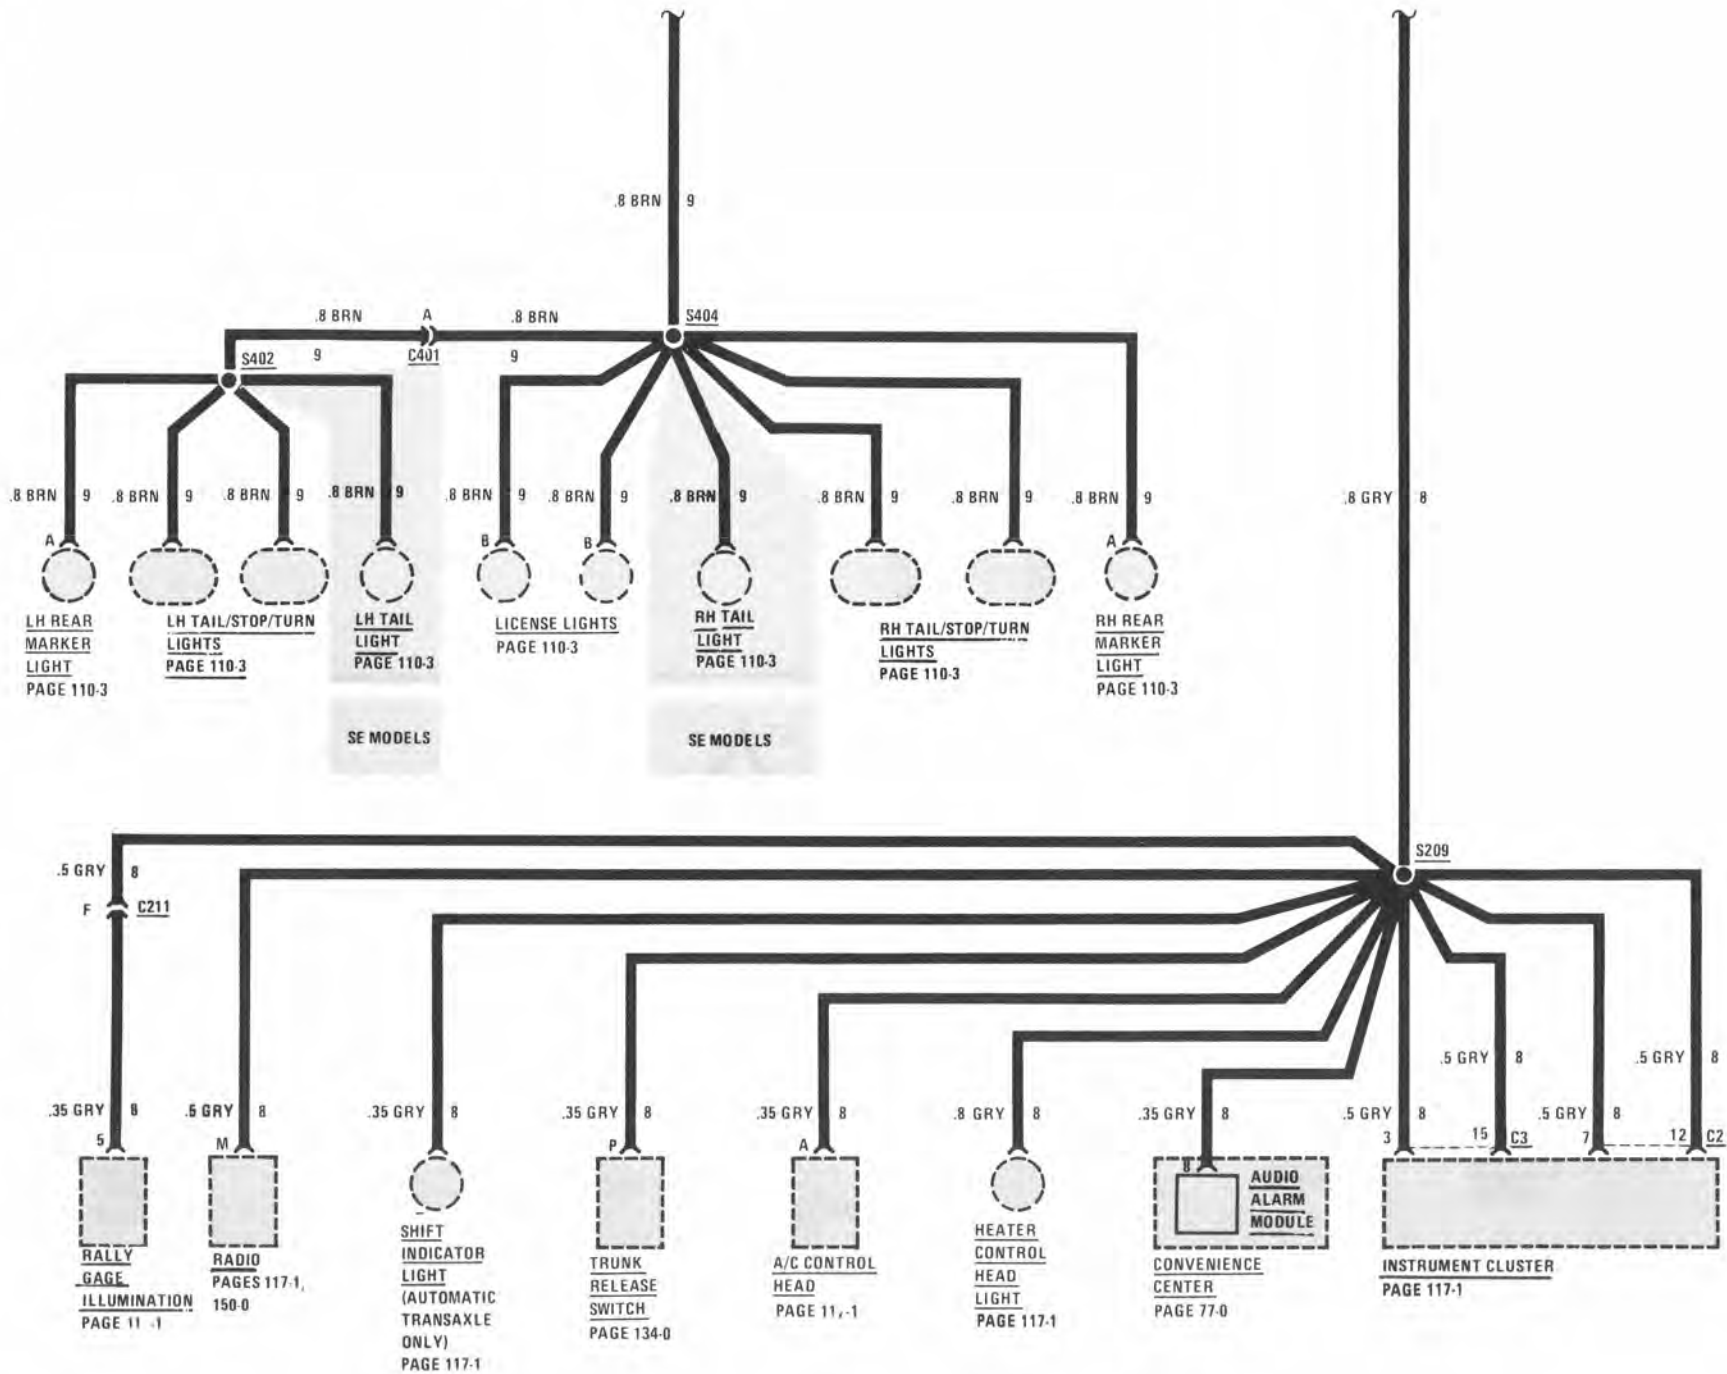 .8 BRN 9
S404
.8 BRN A .8 BRN
9 C401 9
S402
.8 BRN 9 .8 BRN 9 .8 BRN 9 .8 BRN 9 .8 BRN 9 .8 BRN 9 .8 BRN 9 .8 BRN 9 .8 BRN 9 .8 BRN 9
.8 GRY 8
A B B A
LH REAR
MARKER
LIGHT
PAGE 110-3
LH TAIL/STOP/TURN
LIGHTS
PAGE 110-3
LH TAIL
LIGHT
PAGE 110-3
LICENSE LIGHTS
PAGE 110-3
RH TAIL
LIGHT
PAGE 110-3
RH TAIL/STOP/TURN
LIGHTS
PAGE 110-3
RH REAR
MARKER
LIGHT
PAGE 110-3
SE MODELS
SE MODELS
S209
.5 GRY 8
F C211
.5 GRY 8 .5 GRY 8
.35 GRY 8 .5 GRY 8 .35 GRY 8 .35 GRY 8 .35 GRY 8 .8 GRY 8 .35 GRY 8 .5 GRY 8 .5 GRY 8
5 M P A 8 3 15 C3 7 12 C2
RALLY
GAGE
ILLUMINATION
PAGE 11 -1
RADIO
PAGES 117-1,
150-0
SHIFT
INDICATOR
LIGHT
(AUTOMATIC
TRANSAXLE
ONLY)
PAGE 117-1
TRUNK
RELEASE
SWITCH
PAGE 134-0
A/C CONTROL
HEAD
PAGE -1
HEATER
CONTROL
HEAD
LIGHT
PAGE 117-1
AUDIO
ALARM
MODULE
CONVENIENCE
CENTER
PAGE 77-0
INSTRUMENT CLUSTER
PAGE 117-1